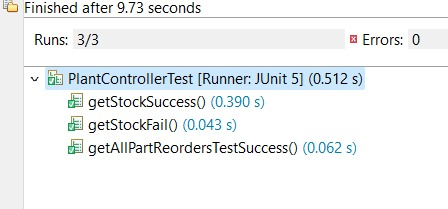 Finished after 9.73 seconds
Runs: 3/3 Errors: 0
PlantControllerTest [Runner: JUnit 5] (0.512 s)
getStockSuccess() (0.390 s)
getStockFail() (0.043 s)
getAllPartReordersTestSuccess() (0.062 s)